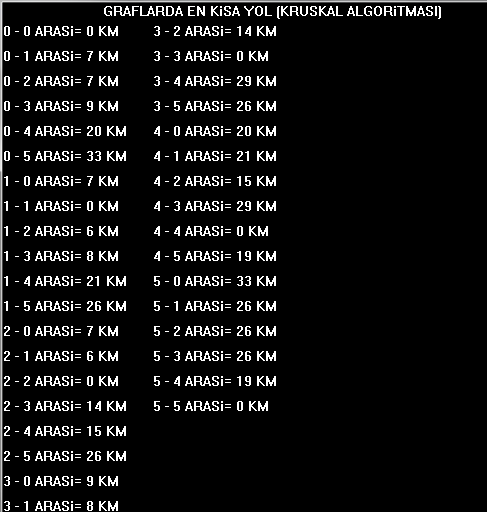 GRAFLARDA EN KiSA YOL (KRUSKAL ALGORiTMASI)
0 - 0 ARASi= 0 KM
0 - 1 ARASi= 7 KM
0 - 2 ARASi= 7 KM
0 - 3 ARASi= 9 KM
0 - 4 ARASi= 20 KM
0 - 5 ARASi= 33 KM
1 - 0 ARASi= 7 KM
1 - 1 ARASi= 0 KM
1 - 2 ARASi= 6 KM
1 - 3 ARASi= 8 KM
1 - 4 ARASi= 21 KM
1 - 5 ARASi= 26 KM
2 - 0 ARASi= 7 KM
2 - 1 ARASi= 6 KM
2 - 2 ARASi= 0 KM
2 - 3 ARASi= 14 KM
2 - 4 ARASi= 15 KM
2 - 5 ARASi= 26 KM
3 - 0 ARASi= 9 KM
3 - 1 ARASi= 8 KM
3 - 2 ARASi= 14 KM
3 - 3 ARASi= 0 KM
3 - 4 ARASi= 29 KM
3 - 5 ARASi= 26 KM
4 - 0 ARASi= 20 KM
4 - 1 ARASi= 21 KM
4 - 2 ARASi= 15 KM
4 - 3 ARASi= 29 KM
4 - 4 ARASi= 0 KM
4 - 5 ARASi= 19 KM
5 - 0 ARASi= 33 KM
5 - 1 ARASi= 26 KM
5 - 2 ARASi= 26 KM
5 - 3 ARASi= 26 KM
5 - 4 ARASi= 19 KM
5 - 5 ARASi= 0 KM